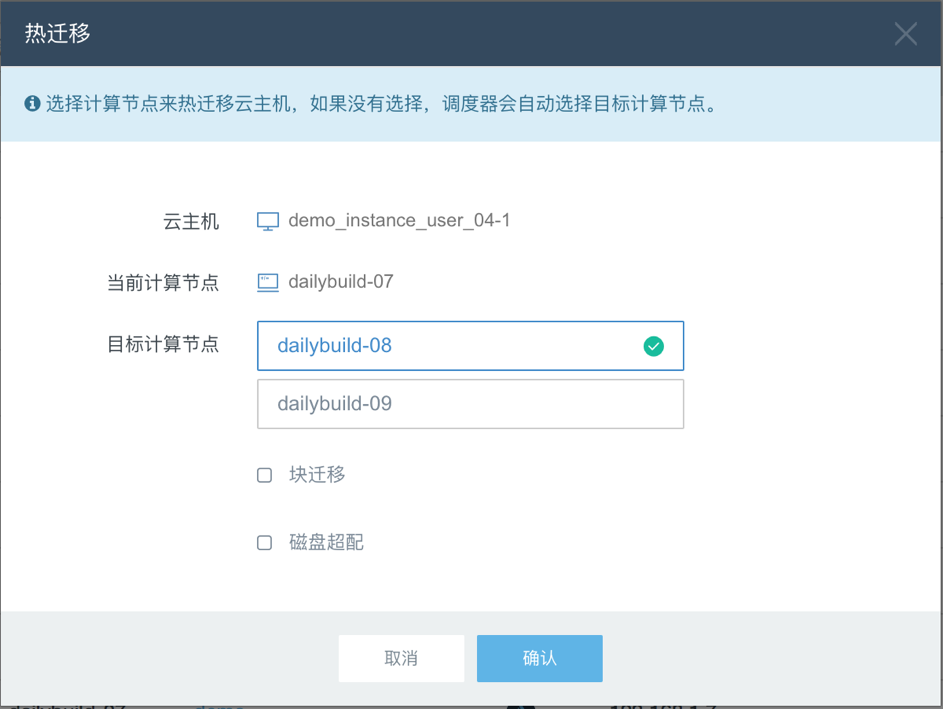 热迁移
选择计算节点来热迁移云主机，如果没有选择，调度器会自动选择目标计算节点。
云主机 demo_instance_user_04-1
当前计算节点 dailybuild-07
目标计算节点 dailybuild-08
dailybuild-09
块迁移
磁盘超配
取消 确认